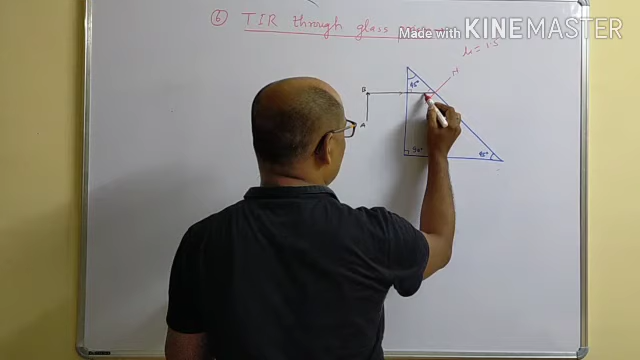 ⑥ TIR through glass
Made with KINEMASTER
μ = 1.5
N
45°
B
A
90°
45°